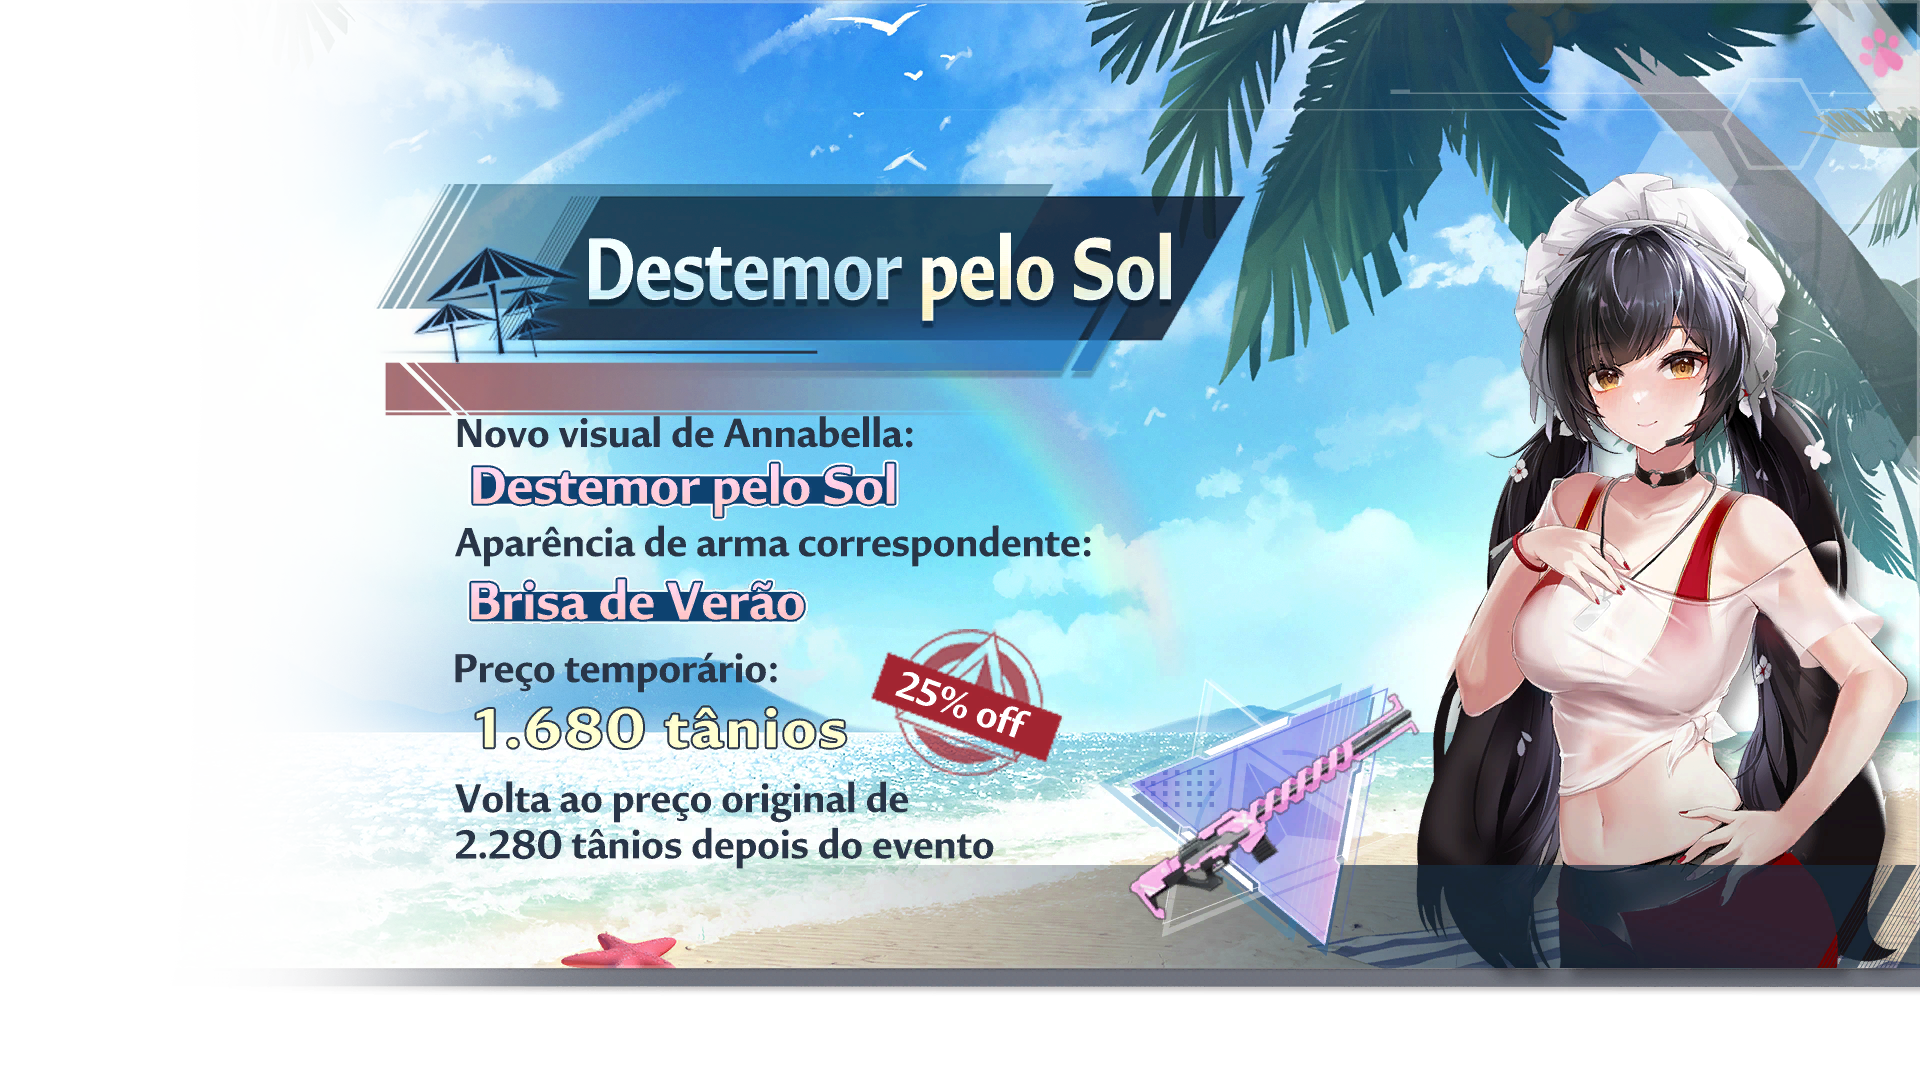 Destemor pelo Sol
Novo visual de Annabella:
Destemor pelo Sol
Aparência de arma correspondente:
Brisa de Verão
Preço temporário:
1.680 tânios
25% off
Volta ao preço original de
2.280 tânios depois do evento